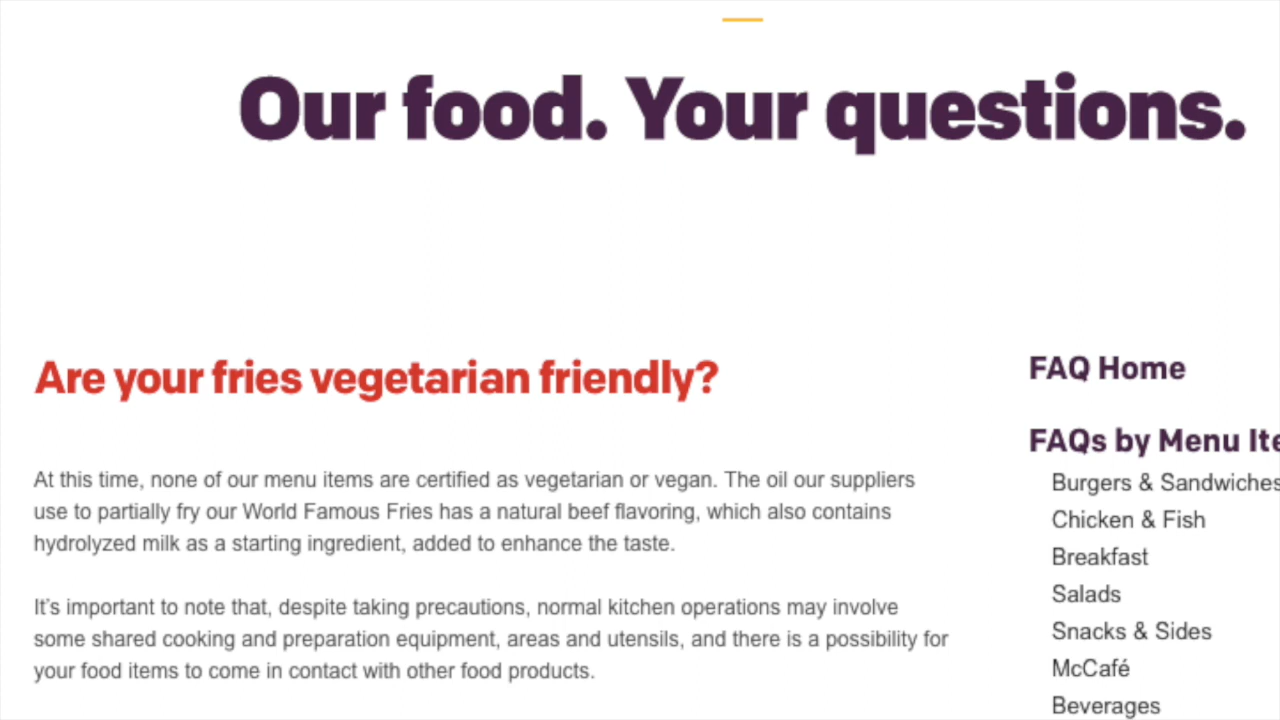 Our food. Your questions.
Are your fries vegetarian friendly?
At this time, none of our menu items are certified as vegetarian or vegan. The oil our suppliers
use to partially fry our World Famous Fries has a natural beef flavoring, which also contains
hydrolyzed milk as a starting ingredient, added to enhance the taste.
It's important to note that, despite taking precautions, normal kitchen operations may involve
some shared cooking and preparation equipment, areas and utensils, and there is a possibility for
your food items to come in contact with other food products.
FAQ Home
FAQs by Menu Ite
Burgers & Sandwiches
Chicken & Fish
Breakfast
Salads
Snacks & Sides
McCafé
Beverages